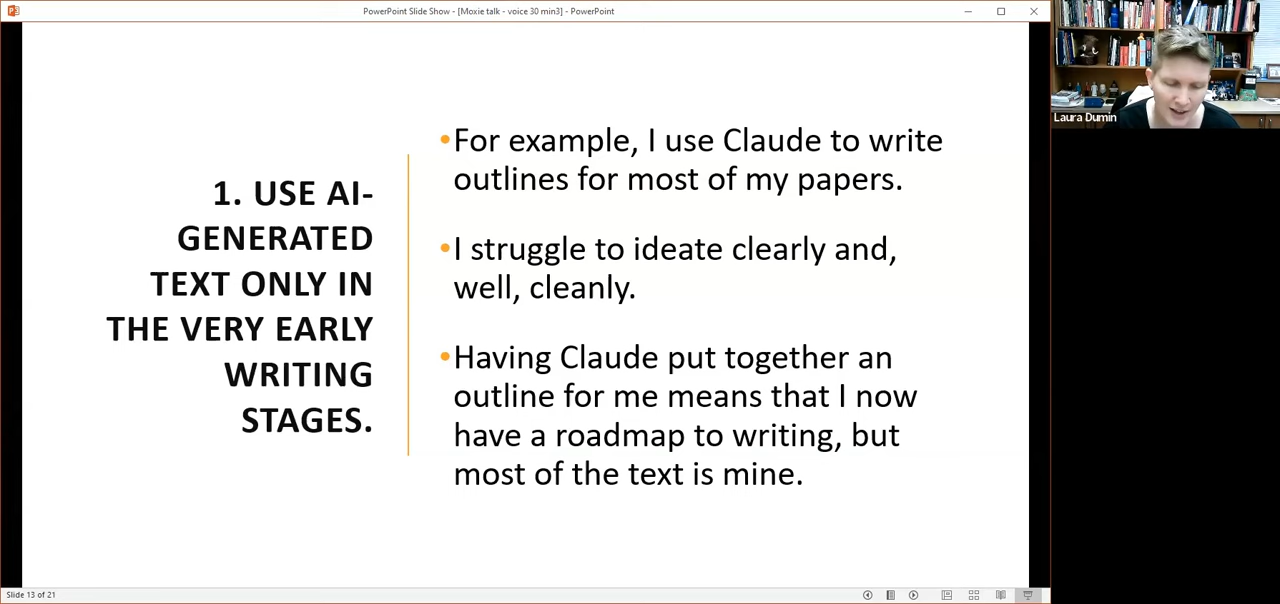 PowerPoint Slide Show - [Moxie talk - voice 30 min3] - PowerPoint
1. USE AI-
GENERATED
TEXT ONLY IN
THE VERY EARLY
WRITING
STAGES.
•For example, I use Claude to write
outlines for most of my papers.
•I struggle to ideate clearly and,
well, cleanly.
•Having Claude put together an
outline for me means that I now
have a roadmap to writing, but
most of the text is mine.
Laura Dumin
Slide 13 of 21